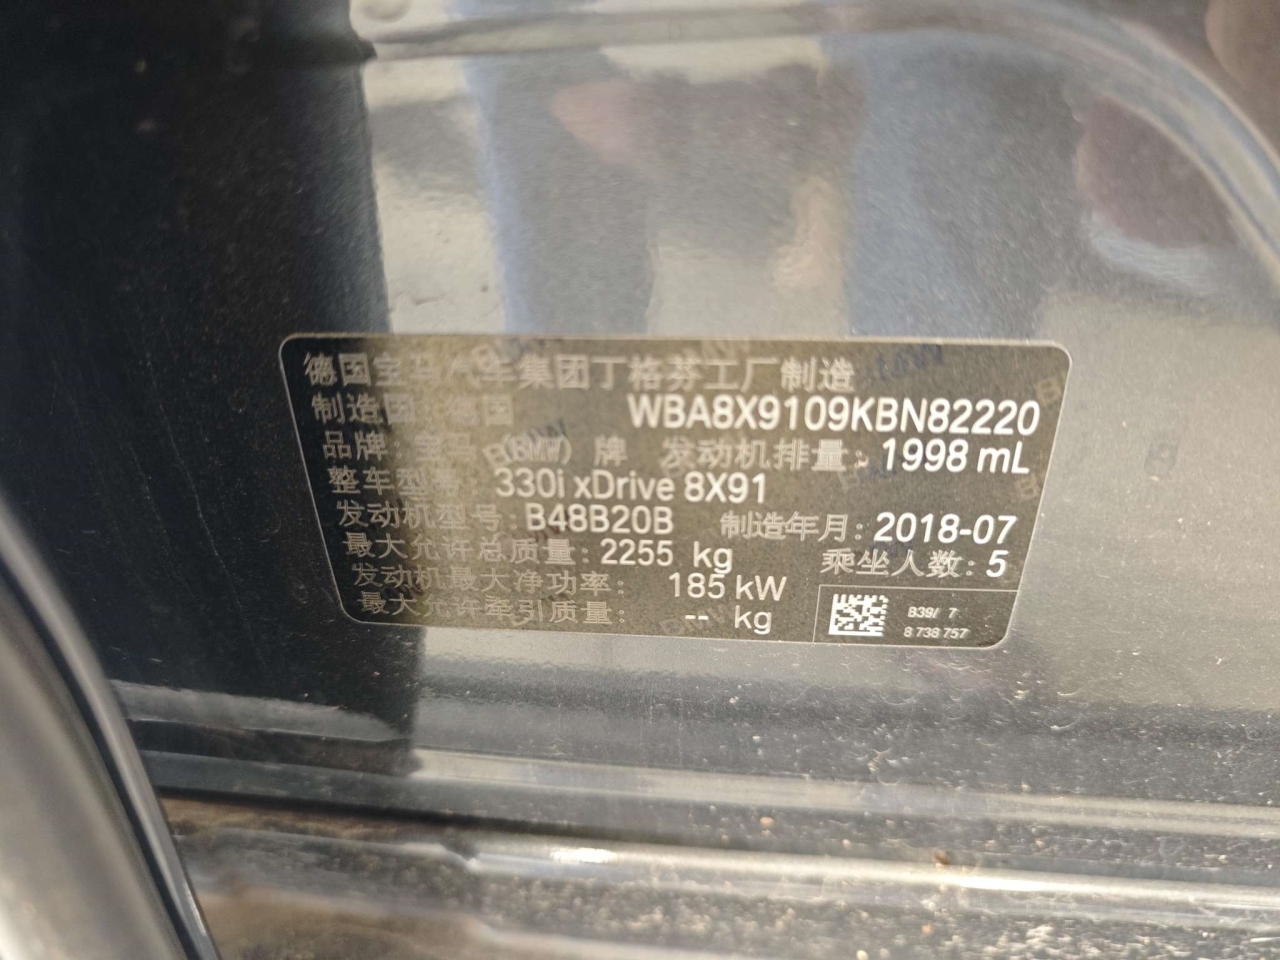 德国宝马汽车集团丁格芬工厂制造
制造国:德国 WBA8X9109KBN82220
品牌:宝马(BMW)牌 发动机排量:1998 mL
整车型号:330i xDrive 8X91
发动机型号:B48B20B 制造年月:2018-07
最大允许总质量:2255 kg 乘坐人数:5
发动机最大净功率: 185 kW
最大允许牵引质量: -- kg
B39/ 7
8 738 757